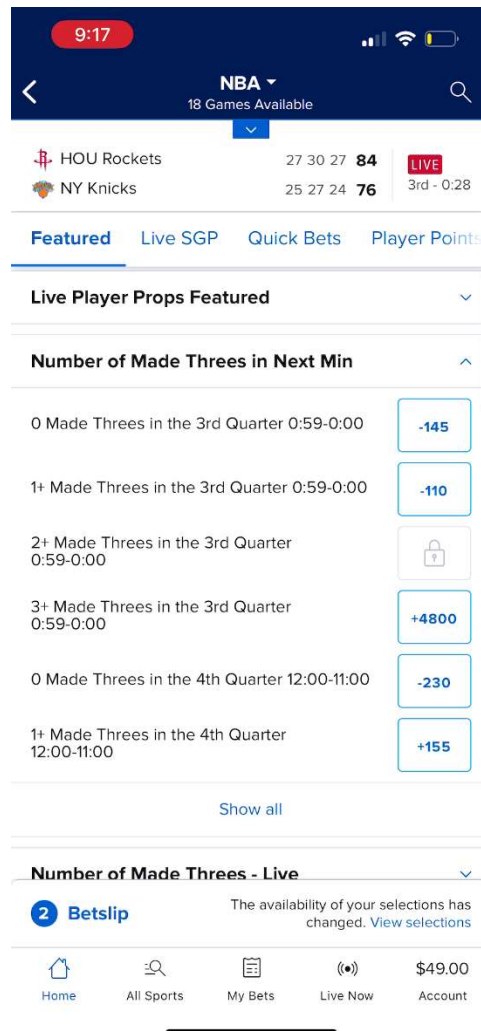 9:17
NBA
18 Games Available
HOU Rockets 27 30 27 84 LIVE
NY Knicks 25 27 24 76 3rd - 0:28
Featured Live SGP Quick Bets Player Points
Live Player Props Featured
Number of Made Threes in Next Min
0 Made Threes in the 3rd Quarter 0:59-0:00 -145
1+ Made Threes in the 3rd Quarter 0:59-0:00 -110
2+ Made Threes in the 3rd Quarter
0:59-0:00
3+ Made Threes in the 3rd Quarter
0:59-0:00 +4800
0 Made Threes in the 4th Quarter 12:00-11:00 -230
1+ Made Threes in the 4th Quarter
12:00-11:00 +155
Show all
Number of Made Threes - Live
2 Betslip The availability of your selections has
changed. View selections
Home All Sports My Bets Live Now $49.00
Account